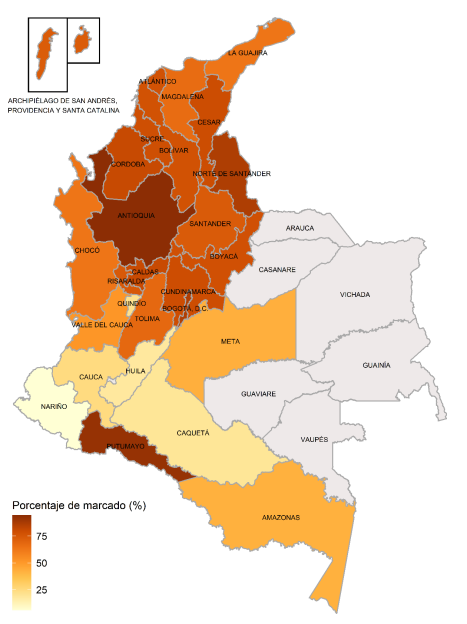 LA GUAJIRA
ATLÁNTICO
MAGDALENA
ARCHIPIÉLAGO DE SAN ANDRÉS,
PROVIDENCIA Y SANTA CATALINA
CESAR
SUCRE
BOLÍVAR
CÓRDOBA
NORTE DE SANTANDER
ANTIOQUIA
SANTANDER
ARAUCA
CHOCÓ
BOYACÁ
CASANARE
CALDAS
RISARALDA
CUNDINAMARCA
VICHADA
QUINDÍO
BOGOTÁ, D.C.
TOLIMA
VALLE DEL CAUCA
META
GUAINÍA
HUILA
CAUCA
GUAVIARE
NARIÑO
CAQUETÁ
VAUPÉS
PUTUMAYO
Porcentaje de marcado (%)
AMAZONAS
75
50
25